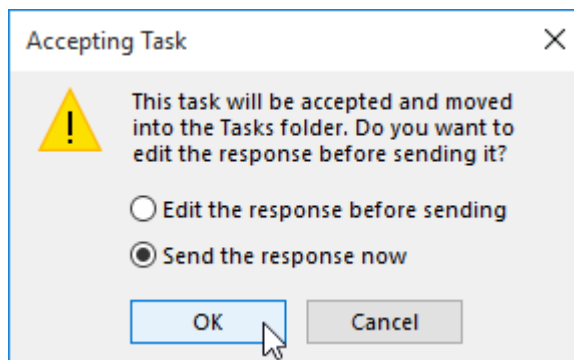 Accepting Task
This task will be accepted and moved
into the Tasks folder. Do you want to
edit the response before sending it?
Edit the response before sending
Send the response now
OK Cancel